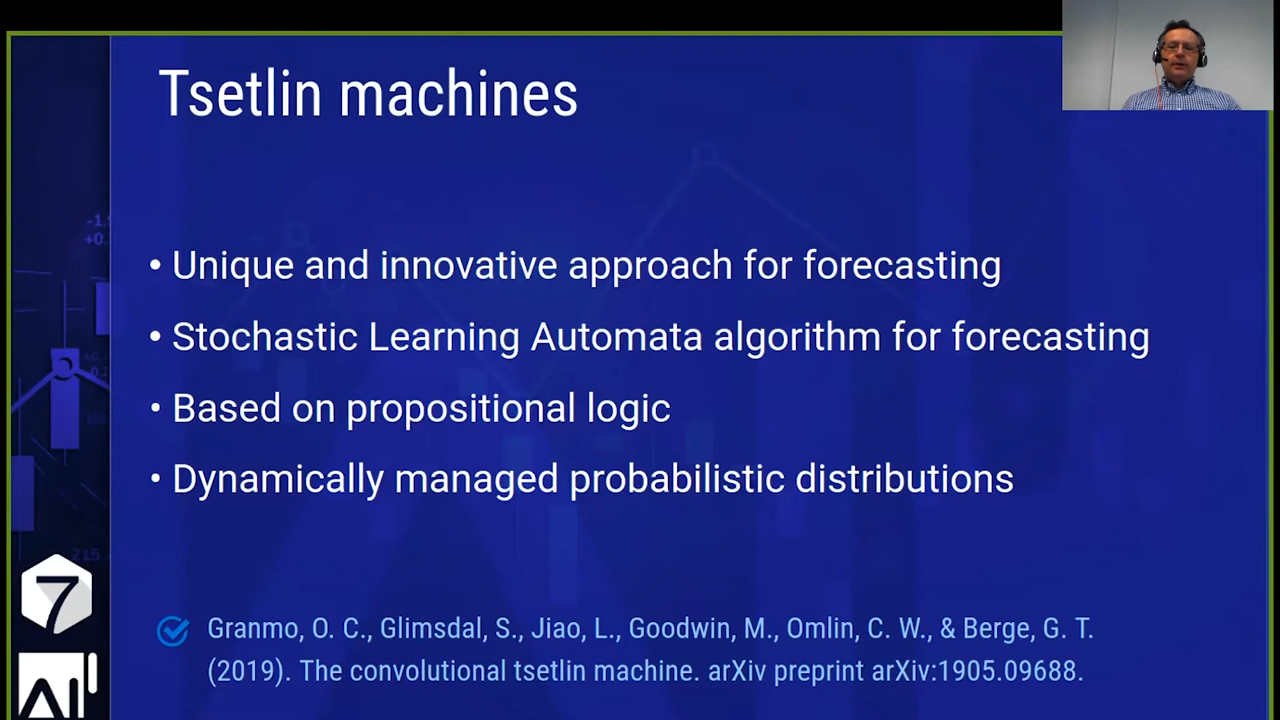 Tsetlin machines
• Unique and innovative approach for forecasting
• Stochastic Learning Automata algorithm for forecasting
• Based on propositional logic
• Dynamically managed probabilistic distributions
Granmo, O. C., Glimsdal, S., Jiao, L., Goodwin, M., Omlin, C. W., & Berge, G. T.
(2019). The convolutional tsetlin machine. arXiv preprint arXiv:1905.09688.
215
7
AI